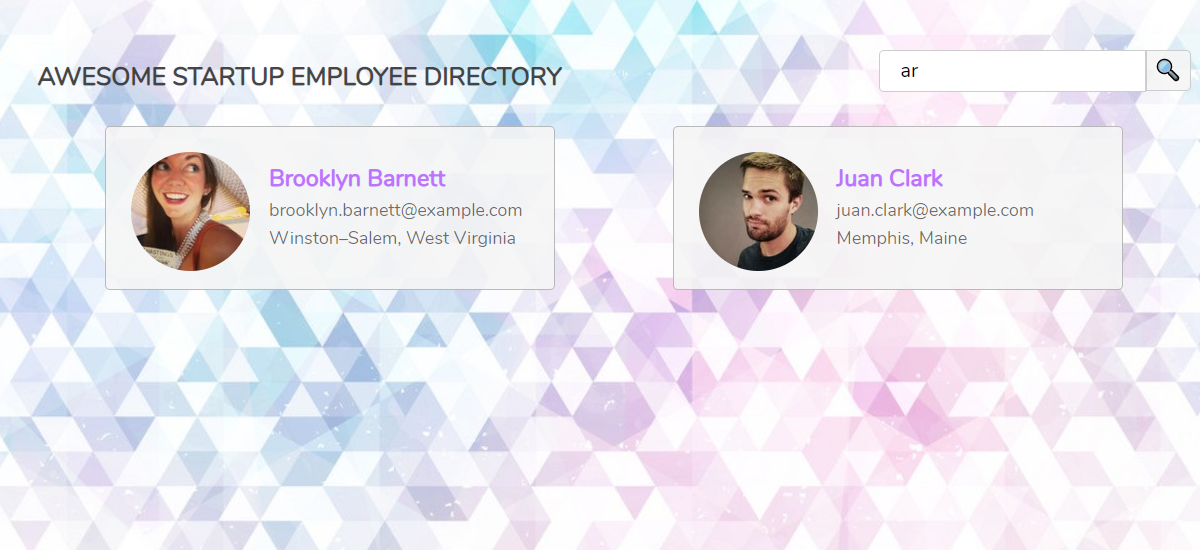 AWESOME STARTUP EMPLOYEE DIRECTORY
ar
Brooklyn Barnett
brooklyn.barnett@example.com
Winston–Salem, West Virginia
Juan Clark
juan.clark@example.com
Memphis, Maine